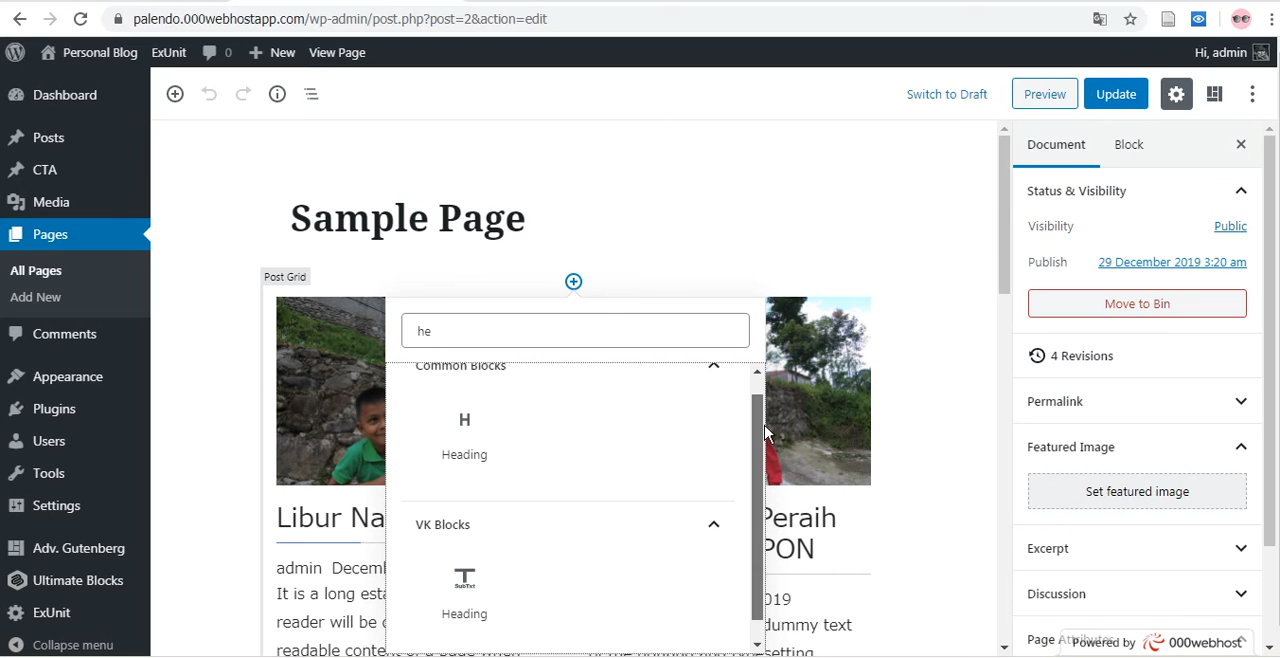 palendo.000webhostapp.com/wp-admin/post.php?post=2&action=edit
Personal Blog ExUnit 0 New View Page Hi, admin
Dashboard
Posts
CTA
Media
Pages
All Pages
Add New
Comments
Appearance
Plugins
Users
Tools
Settings
Adv. Gutenberg
Ultimate Blocks
ExUnit
Collapse menu
Switch to Draft Preview Update
Sample Page
Post Grid
he
Common Blocks
H
Heading
VK Blocks
T
SubTxt
Heading
Libur Na
admin Decem
It is a long esta
reader will be
readable
Peraih
PON
019
dummy text
Document Block
Status & Visibility
Visibility Public
Publish 29 December 2019 3:20 am
Move to Bin
4 Revisions
Permalink
Featured Image
Set featured image
Excerpt
Discussion
Page Attributes
Powered by 000webhost